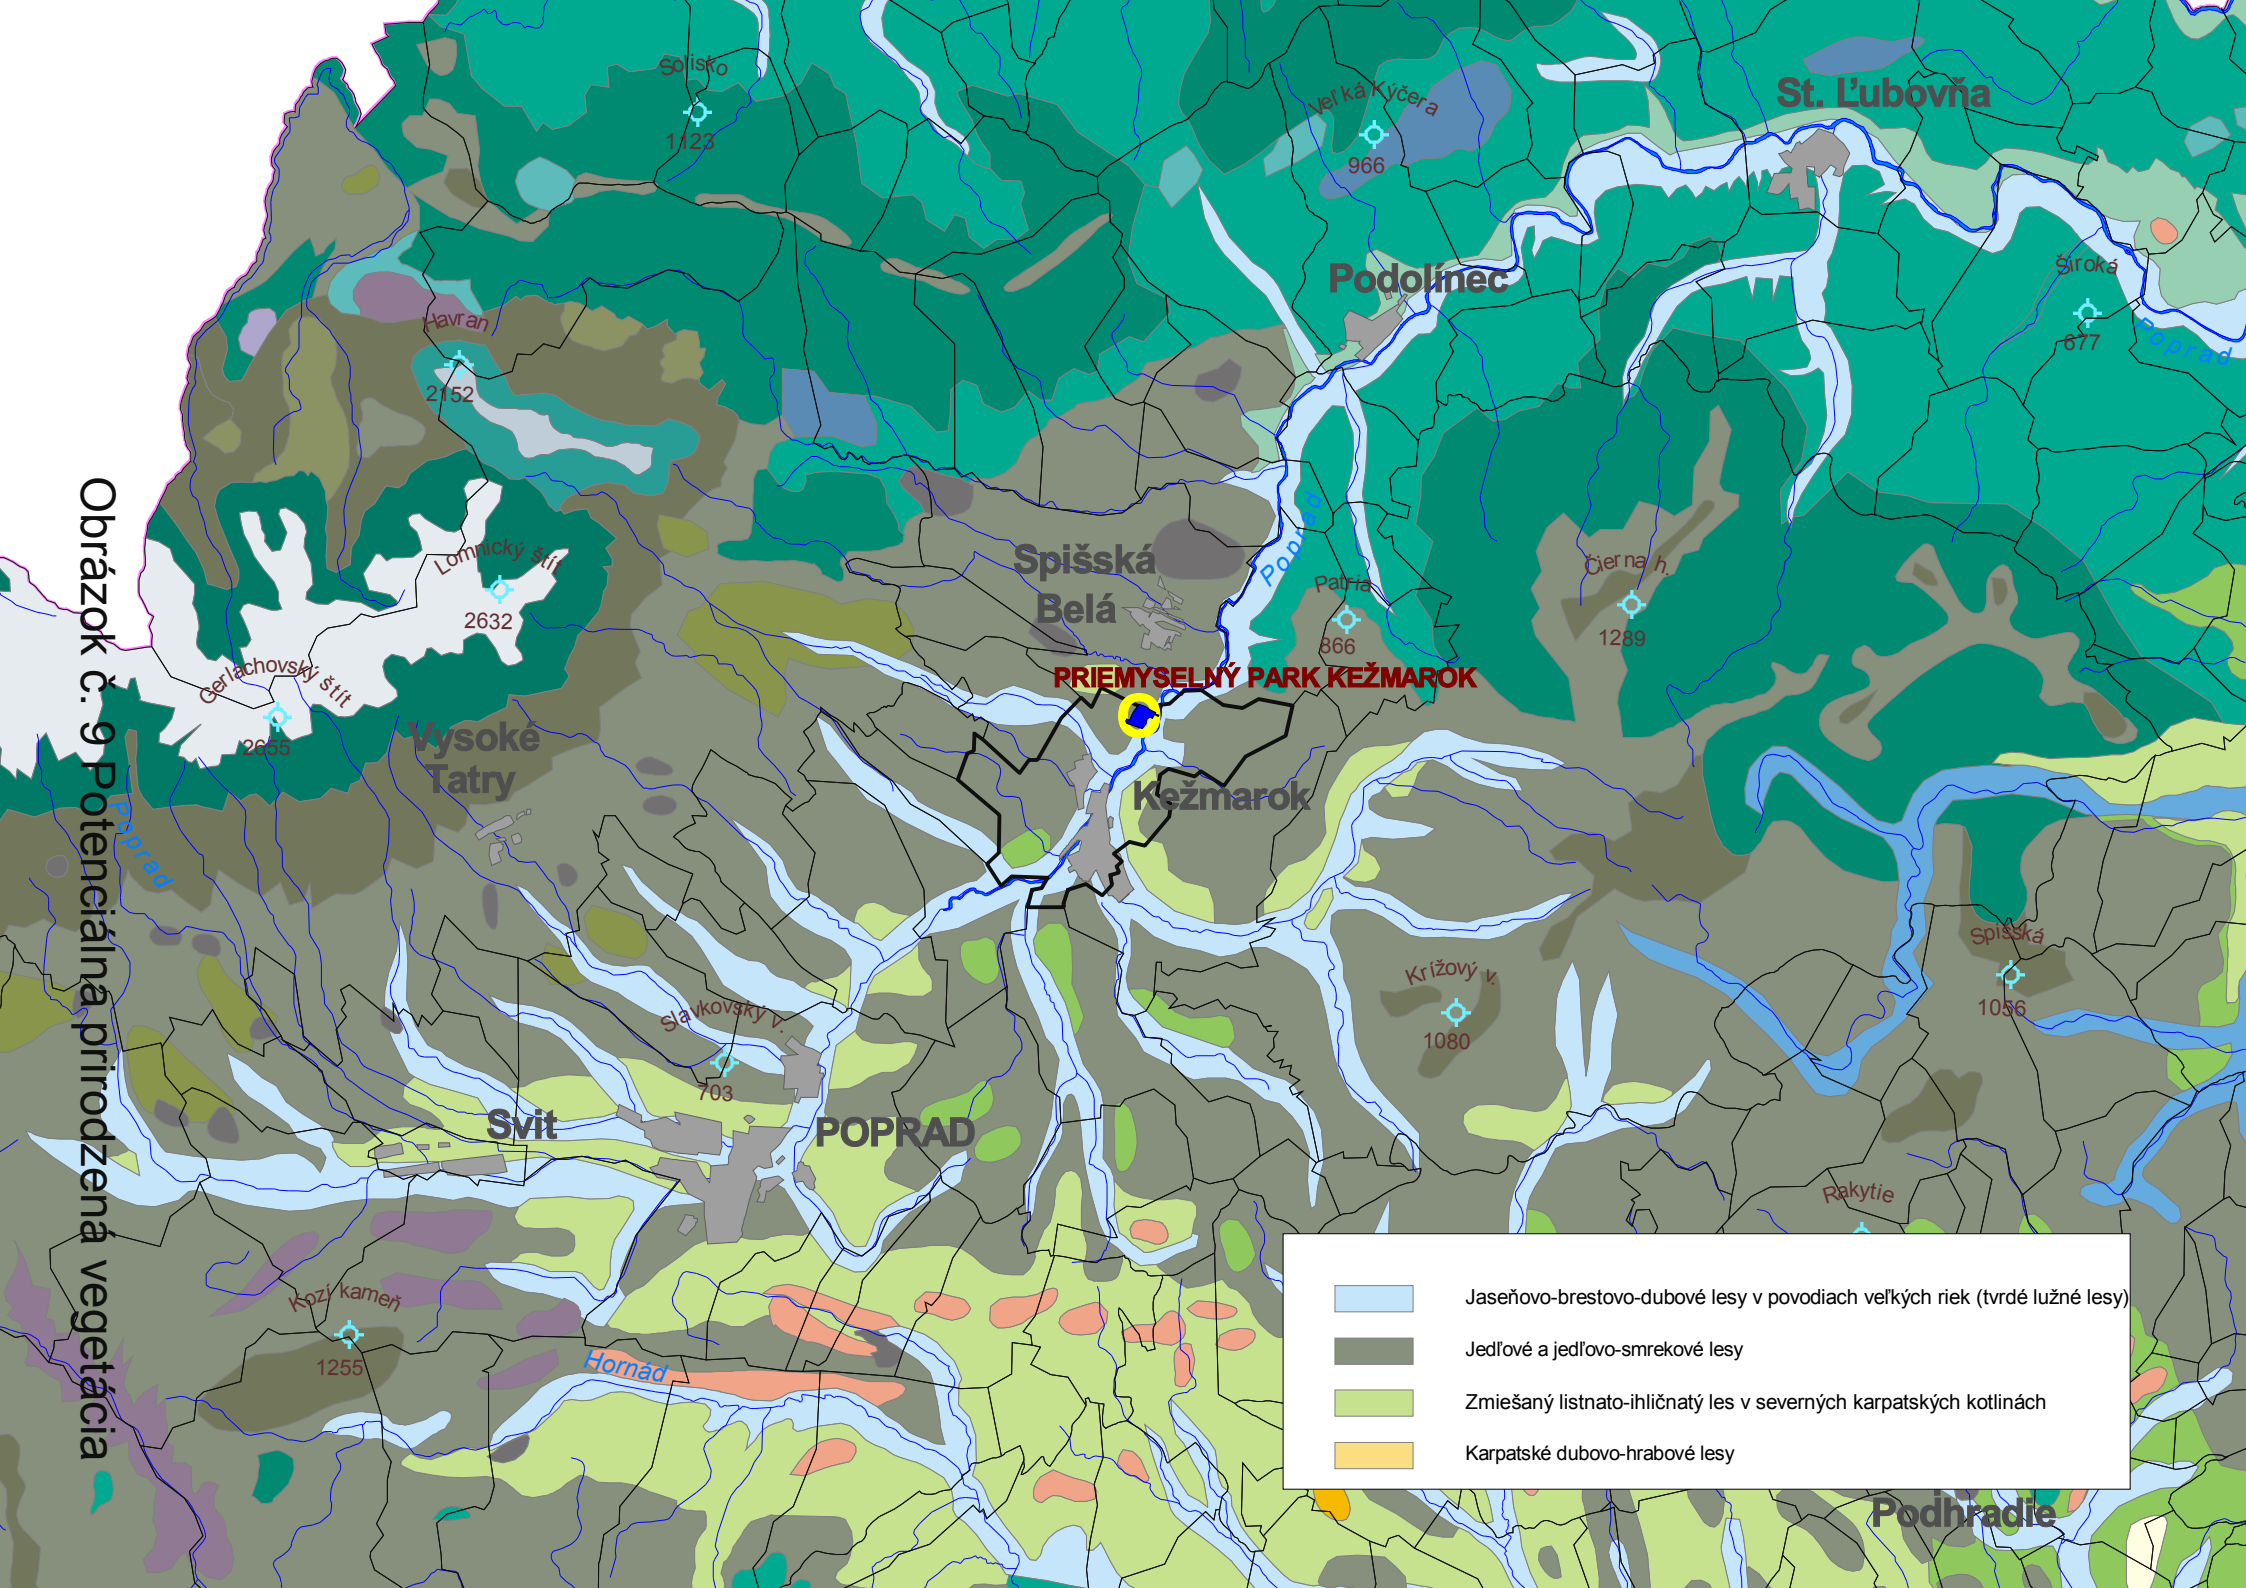 Obrázok č. 9 Potenciálna prirodzená vegetácia
Solisko
1123
Veľká Kýčera
966
St. Ľubovňa
Podolínec
Široká
677
Poprad
Havran
2152
Lomnický štít
2632
Gerlachovský štít
2655
Poprad
Vysoké
Tatry
Spišská
Belá
Poprad
Patria
866
Čierna h.
1289
PRIEMYSELNÝ PARK KEŽMAROK
Kežmarok
Spišská
1056
Krížový v.
1080
Slavkovský v.
703
Svit
POPRAD
Rakytie
Kozí kameň
1255
Hornád
Jaseňovo-brestovo-dubové lesy v povodiach veľkých riek (tvrdé lužné lesy)
Jedľové a jedľovo-smrekové lesy
Zmiešaný listnato-ihličnatý les v severných karpatských kotlinách
Karpatské dubovo-hrabové lesy
Podhradie